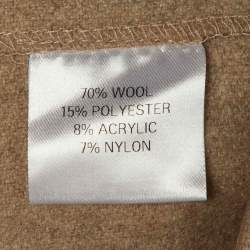 70% WOOL
15% POLYESTER
8% ACRYLIC
7% NYLON